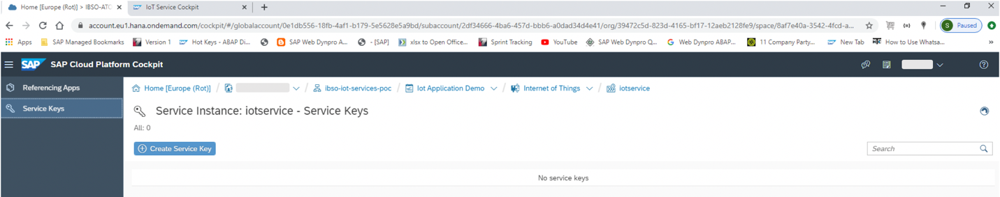 Home [Europe (Rot)] > IBSO-ATC
IoT Service Cockpit
account.eu1.hana.ondemand.com/cockpit/#/globalaccount/0e1db556-18fb-4af1-b179-5e5628e5a9bd/subaccount/2df34666-4ba6-457d-bbb6-a0dad34d4e41/org/39472c5d-823d-4165-bf17-12aeb2128fe9/space/8af7e40a-3542-4fcd-a...
S Paused
Apps SAP Managed Bookmarks Version 1 Hot Keys - ABAP Di... SAP Web Dynpro A... - [SAP] xlsx to Open Office... Sprint Tracking YouTube SAP Web Dynpro Q... Web Dynpro ABAP... 11 Company Party... New Tab How to Use Whatsa... »
SAP SAP Cloud Platform Cockpit
Referencing Apps
Service Keys
Home [Europe (Rot)] / / ibso-iot-services-poc / Iot Application Demo / Internet of Things / iotservice
Service Instance: iotservice - Service Keys
All: 0
Create Service Key
Search
No service keys